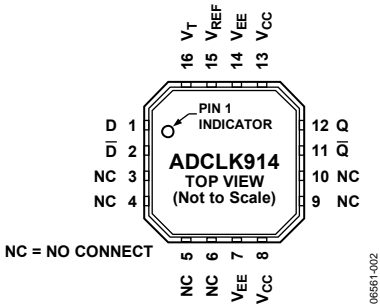 16 V_T
15 V_REF
14 V_EE
13 V_CC
PIN 1
INDICATOR
D 1
D̅ 2
NC 3
NC 4
12 Q
11 Q̅
10 NC
9 NC
ADCLK914
TOP VIEW
(Not to Scale)
NC = NO CONNECT
NC 5
NC 6
V_EE 7
V_CC 8
06561-002